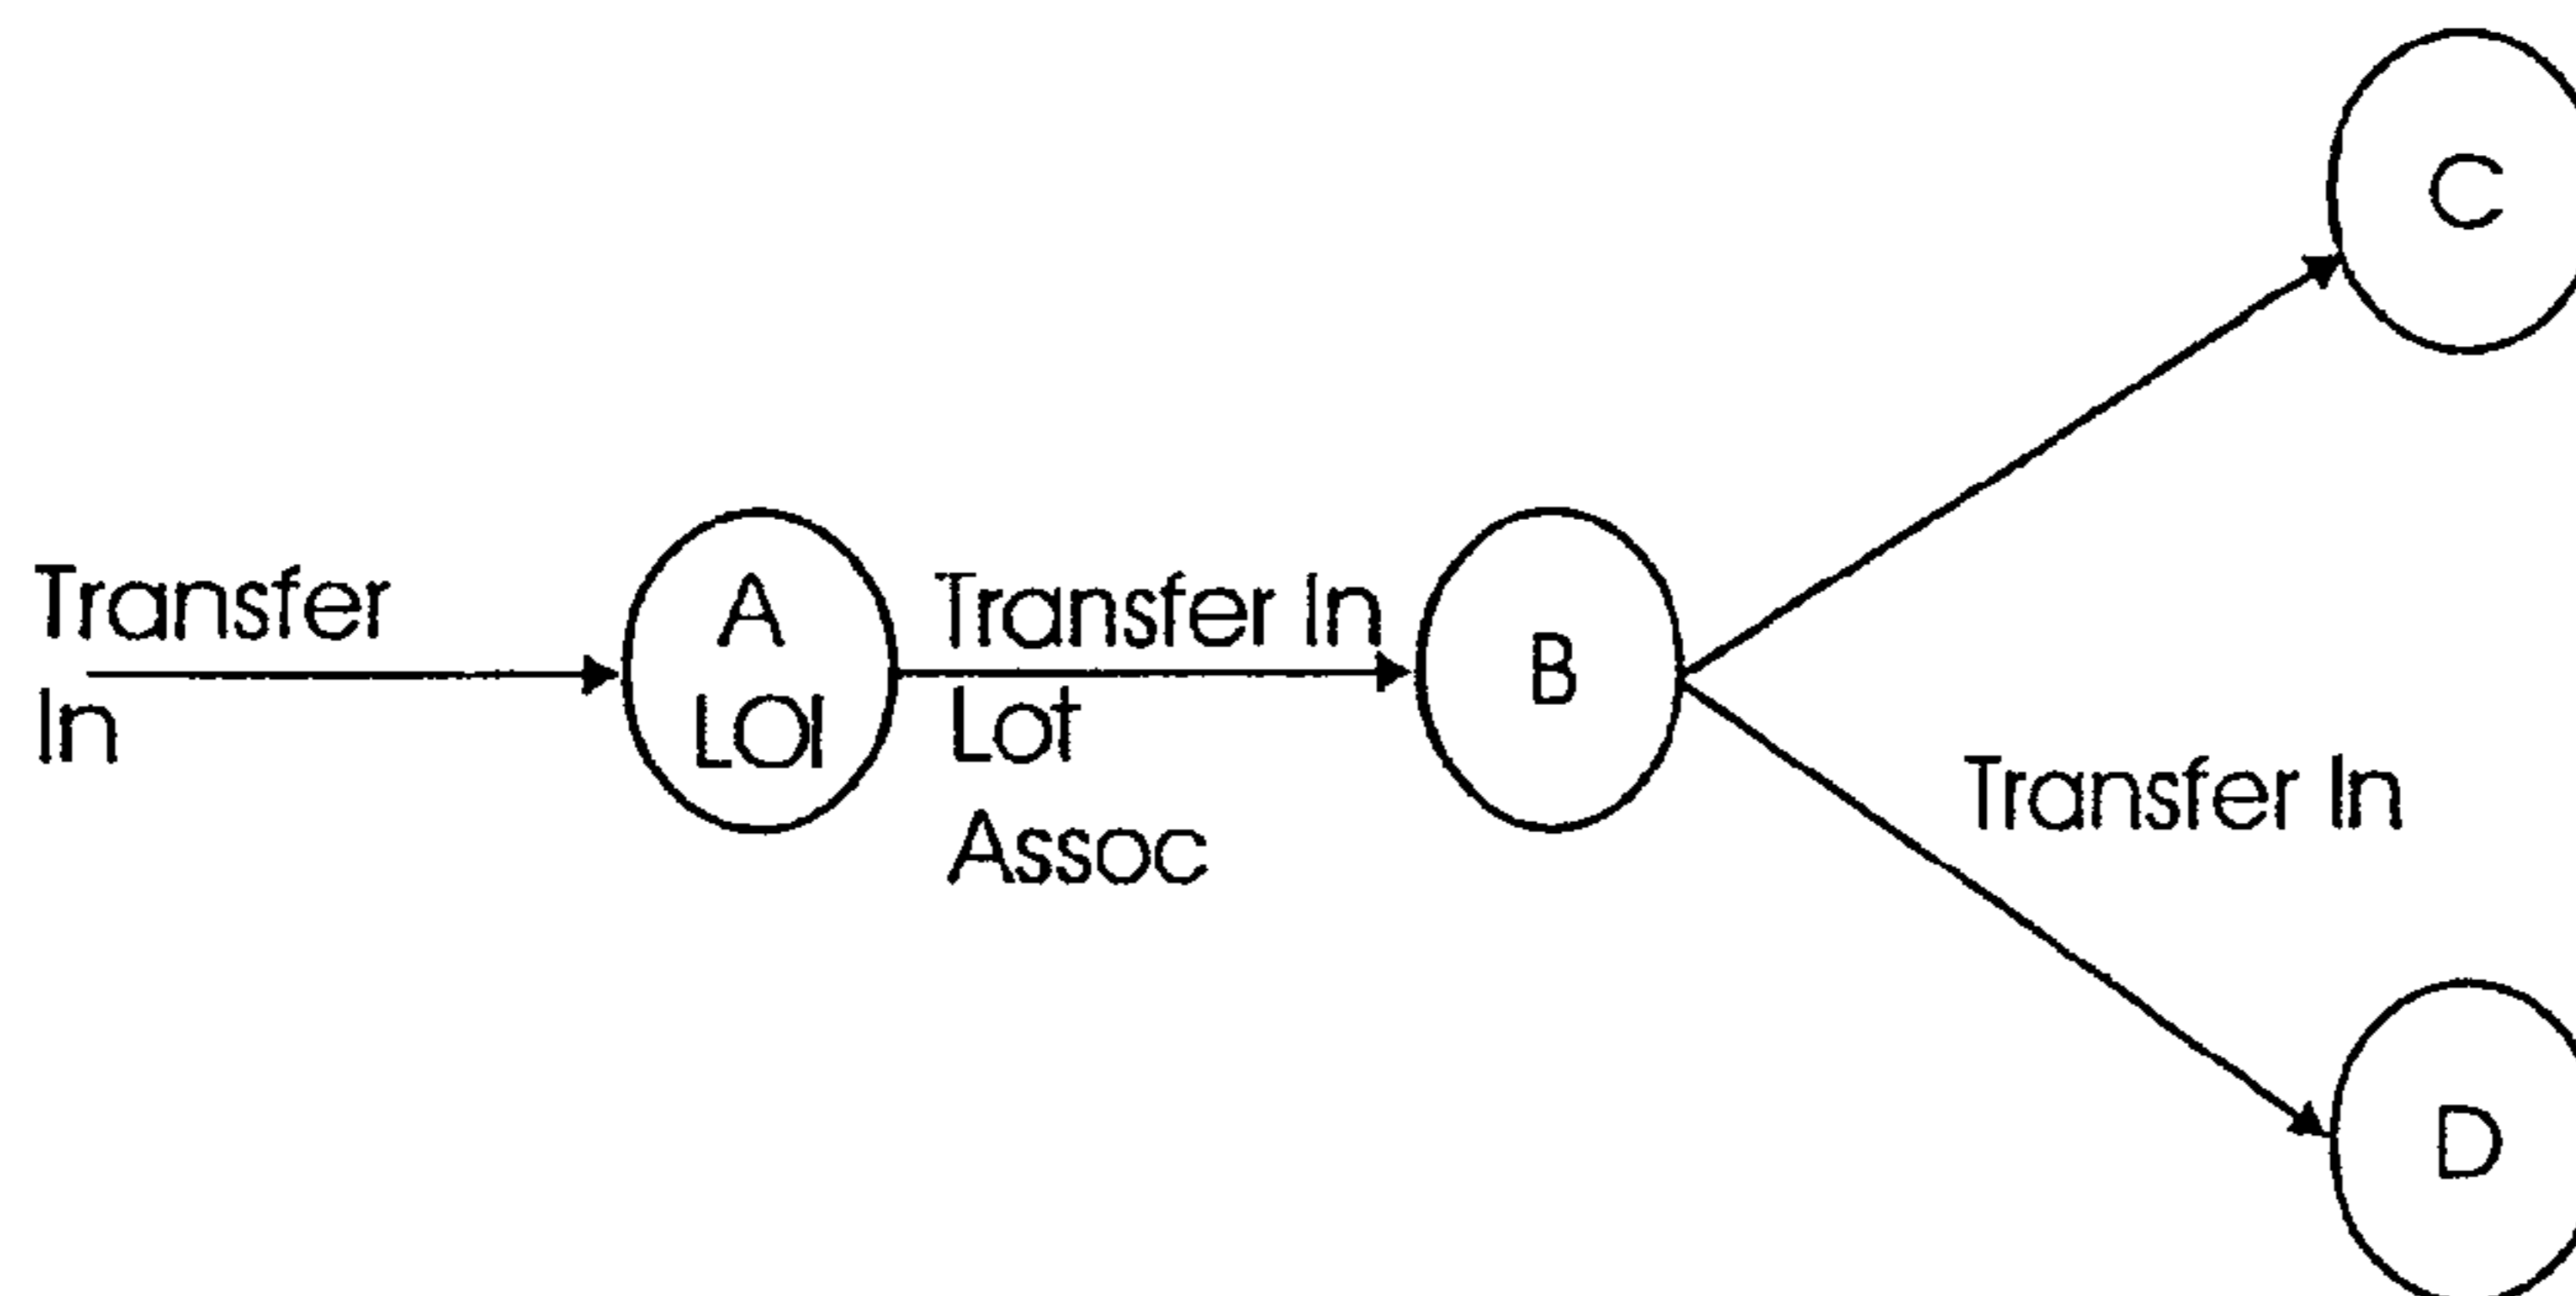 C
Transfer
In
A
LOI
Transfer In
Lot
Assoc
B
Transfer In
D